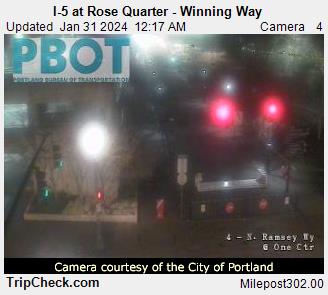 I-5 at Rose Quarter - Winning Way
Updated Jan 31 2024 12:17 AM Camera 4
PBOT
PORTLAND BUREAU OF TRANSPORTATION
4 - N. Ramsey Wy
@ One Ctr
Camera courtesy of the City of Portland
TripCheck.com Milepost302.00